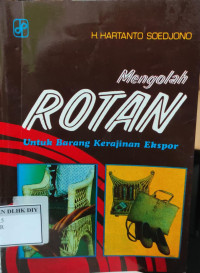 H. HARTANTO SOEDJONO
Mengolah
ROTAN
Untuk Barang Kerajinan Ekspor